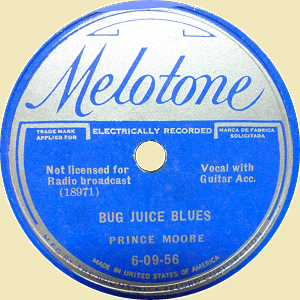 Melotone
TRADE MARK
APPLIED FOR
ELECTRICALLY RECORDED
MARCA DE FABRICA
SOLICITADA
Not licensed for
Radio broadcast
(18971)
Vocal with
Guitar Acc.
BUG JUICE BLUES
PRINCE MOORE
6-09-56
MADE IN UNITED STATES OF AMERICA